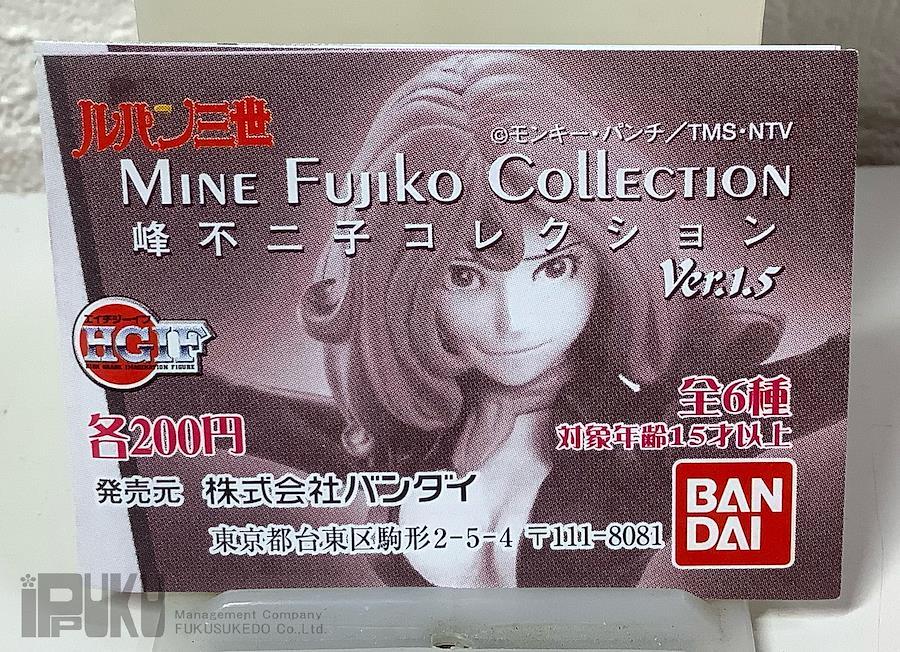 ルパン三世
©モンキー・パンチ／TMS・NTV
MINE FUJIKO COLLECTION
峰不二子コレクション
Ver.1.5
エイチジーイフ
HGIF
HIGH GRADE IMAGINATION FIGURE
全6種
各200円
対象年齢15才以上
発売元 株式会社バンダイ
BAN
DAI
東京都台東区駒形2-5-4 〒111-8081
iPPUKU
Management Company
FUKUSUKEDO Co.,Ltd.